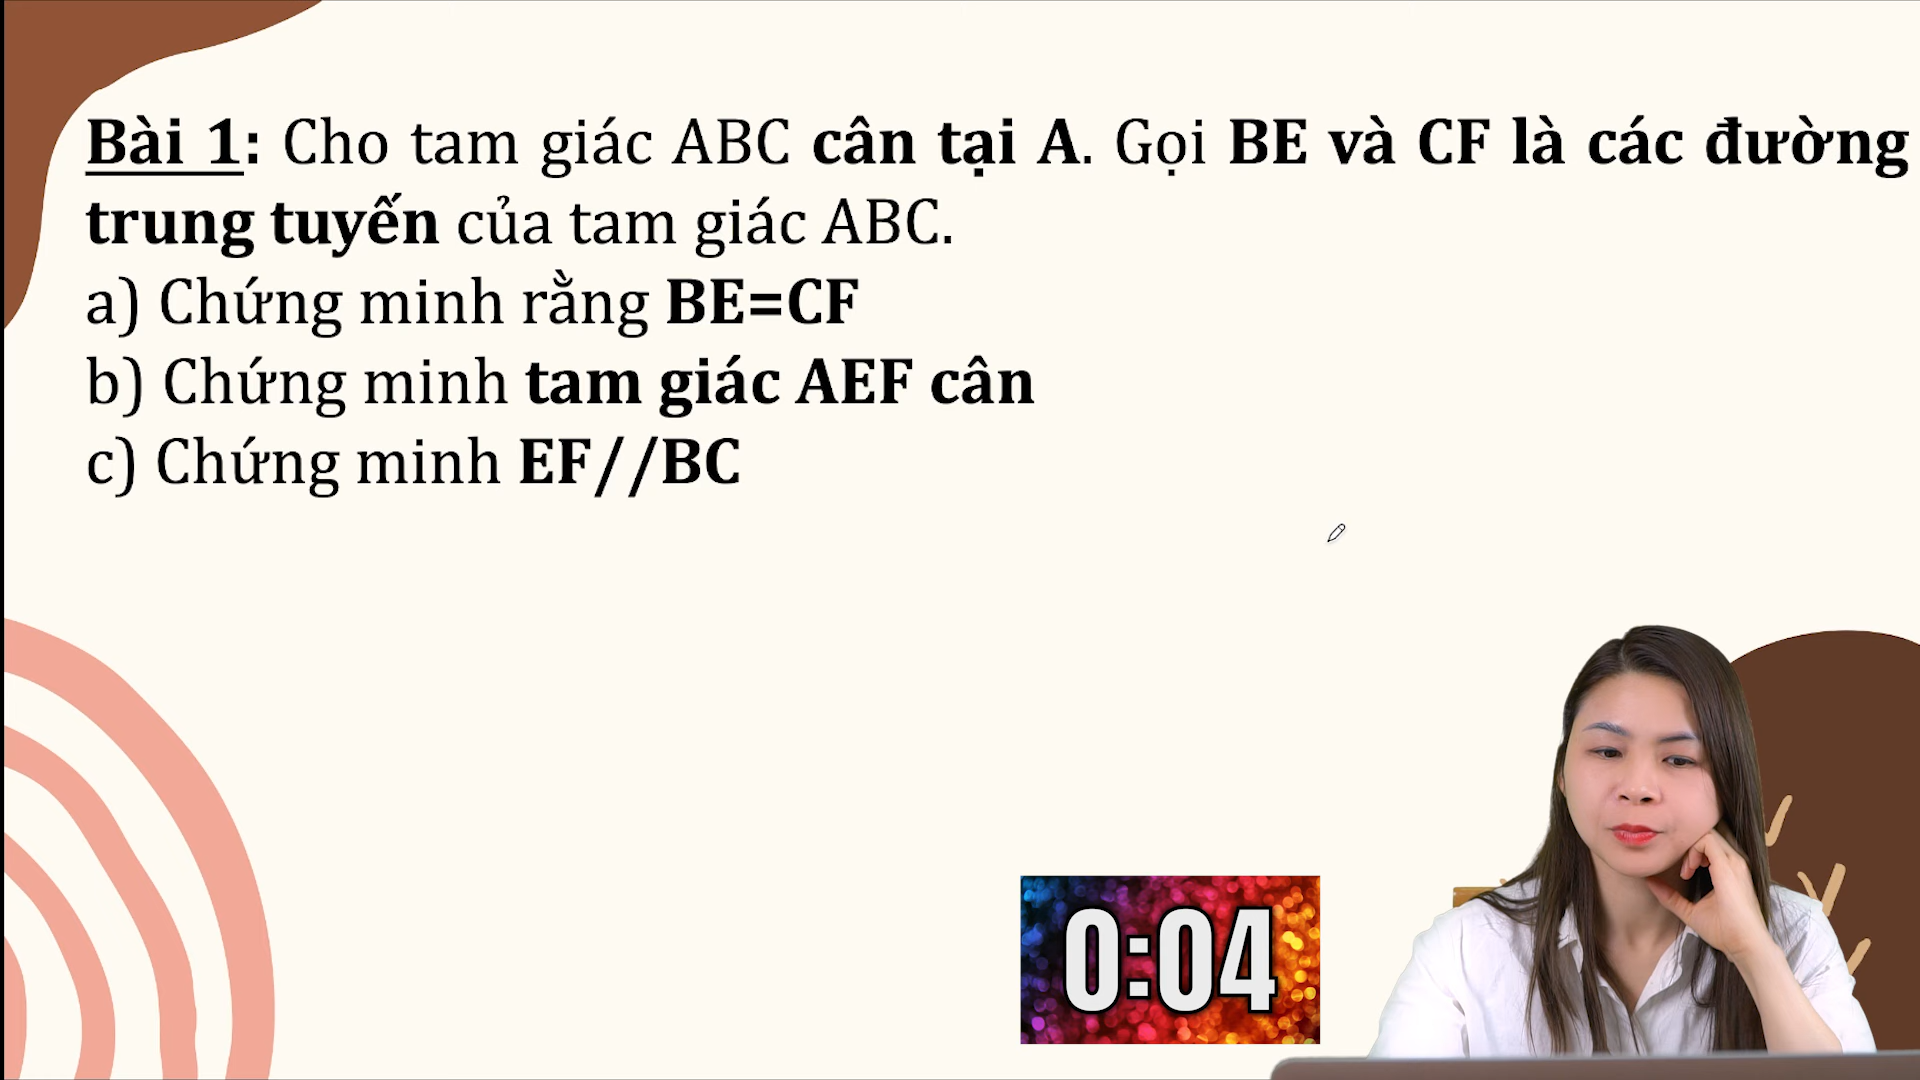 Bài 1: Cho tam giác ABC cân tại A. Gọi BE và CF là các đường
trung tuyến của tam giác ABC.
a) Chứng minh rằng BE=CF
b) Chứng minh tam giác AEF cân
c) Chứng minh EF//BC
0:04